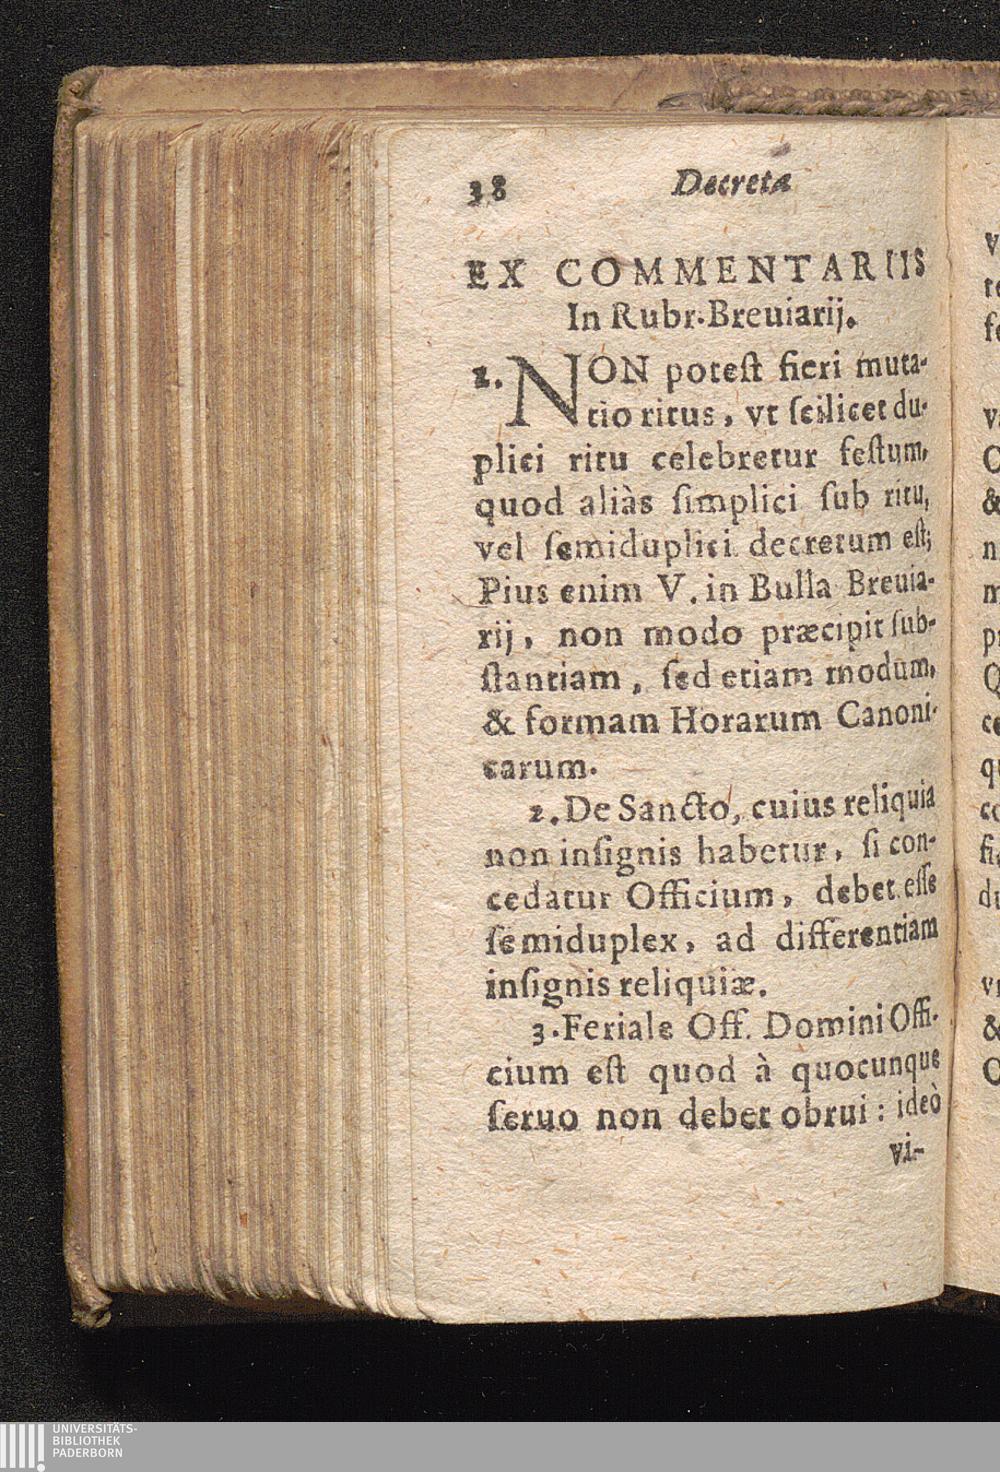 38 Decreta
EX COMMENTARIIS
In Rubr. Breuiarij.
1. NON poteſt fieri muta-
tio ritus, vt ſcilicet du-
plici ritu celebretur feſtum,
quod aliàs ſimplici ſub ritu,
vel ſemiduplici decretum eſt;
Pius enim V. in Bulla Breuia-
rij, non modo præcipit ſub-
ſtantiam, ſed etiam modum,
& formam Horarum Canoni-
carum.
2. De Sancto, cuius reliquia
non inſignis habetur, ſi con-
cedatur Officium, debet eſſe
ſemiduplex, ad differentiam
inſignis reliquiæ.
3. Feriale Off. Domini Offi-
cium eſt quod à quocunque
ſeruo non debet obrui: ideò
vi-
UNIVERSITÄTS-
BIBLIOTHEK
PADERBORN